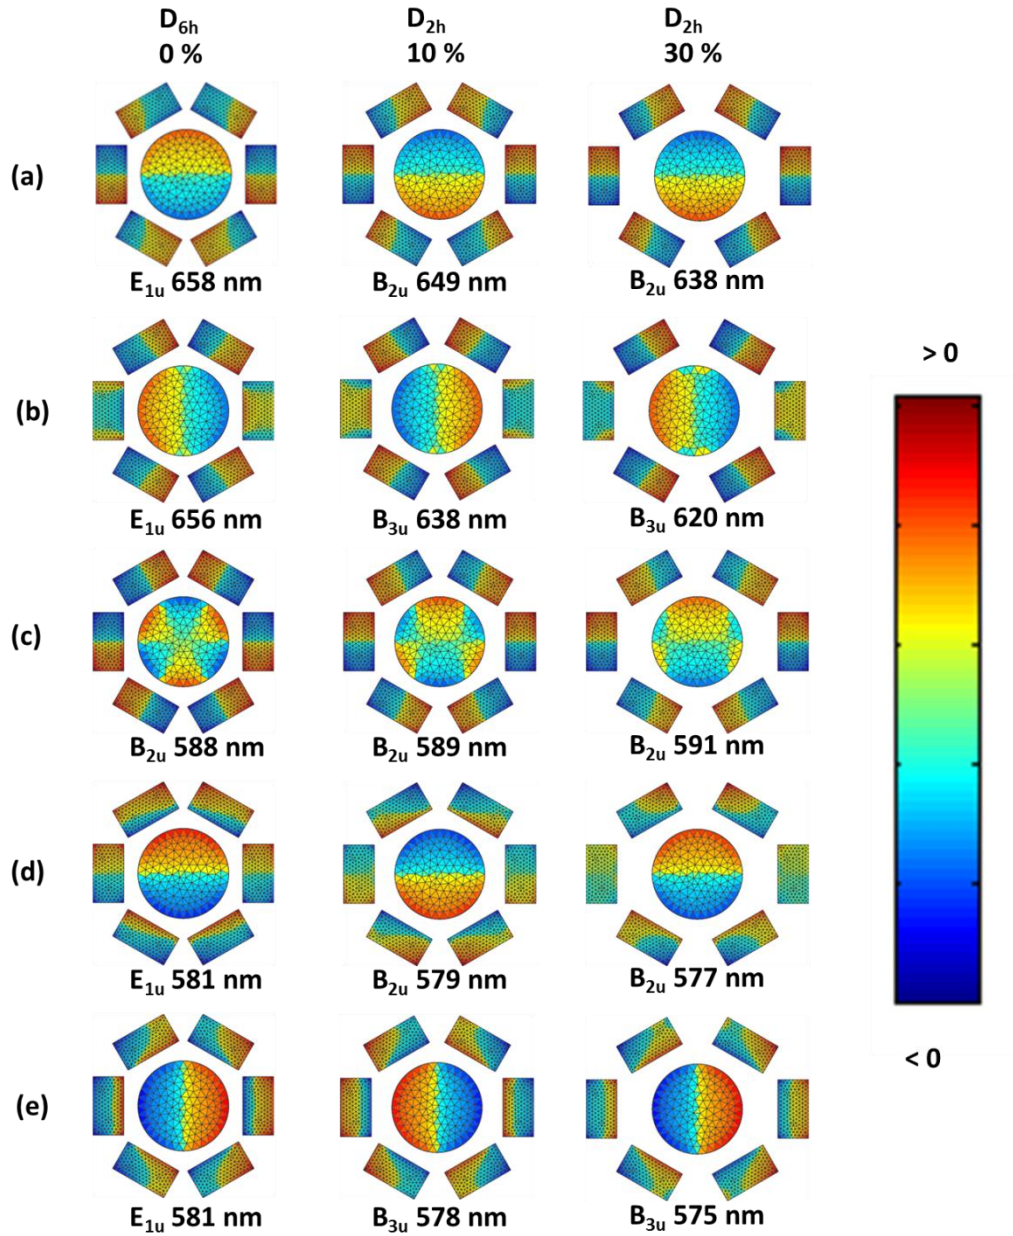 D6h D2h D2h
0 % 10 % 30 %
(a)
E1u 658 nm B2u 649 nm B2u 638 nm
(b)
> 0
E1u 656 nm B3u 638 nm B3u 620 nm
(c)
B2u 588 nm B2u 589 nm B2u 591 nm
(d)
E1u 581 nm B2u 579 nm B2u 577 nm
< 0
(e)
E1u 581 nm B3u 578 nm B3u 575 nm